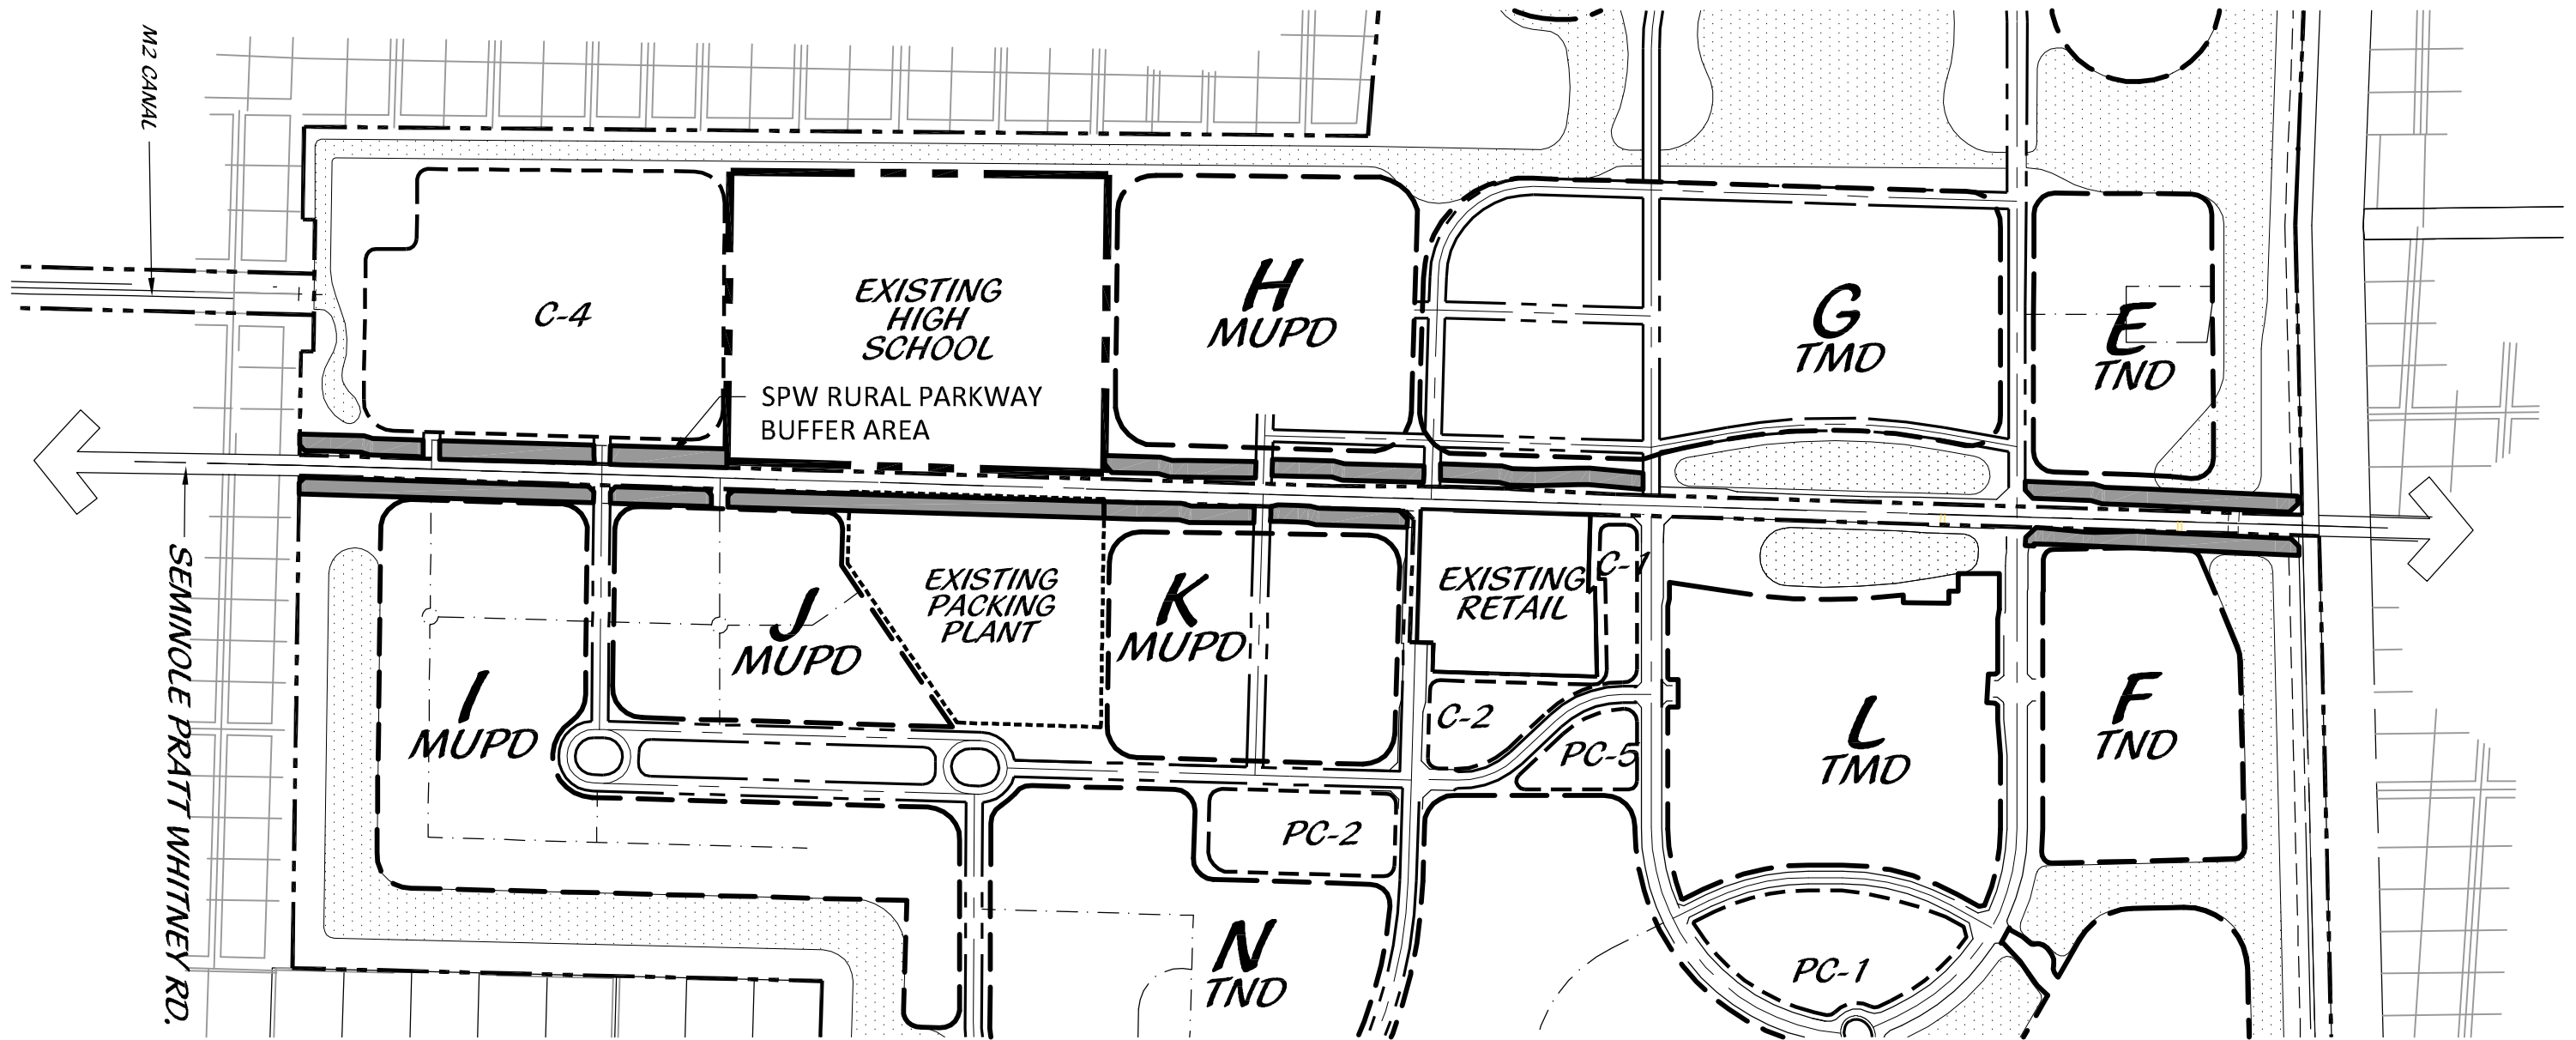 M2 CANAL
C-4
EXISTING
HIGH
SCHOOL
H
MUPD
G
TMD
E
TND
SPW RURAL PARKWAY
BUFFER AREA
SEMINOLE PRATT WHITNEY RD.
I
MUPD
J
MUPD
EXISTING
PACKING
PLANT
K
MUPD
EXISTING
RETAIL
C-1
C-2
PC-5
L
TMD
F
TND
PC-2
N
TND
PC-1